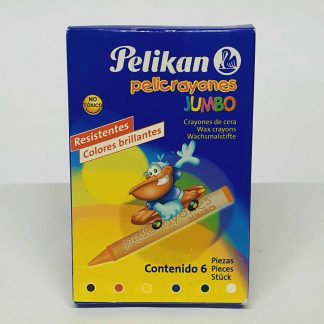 Pelikan
pelicrayones
JUMBO
NO
TÓXICO
Crayones de cera
Wax crayons
Wachsmalstifte
Resistentes
Colores brillantes
pelicrayones
JUMBO
Contenido 6
Piezas
Pieces
Stück